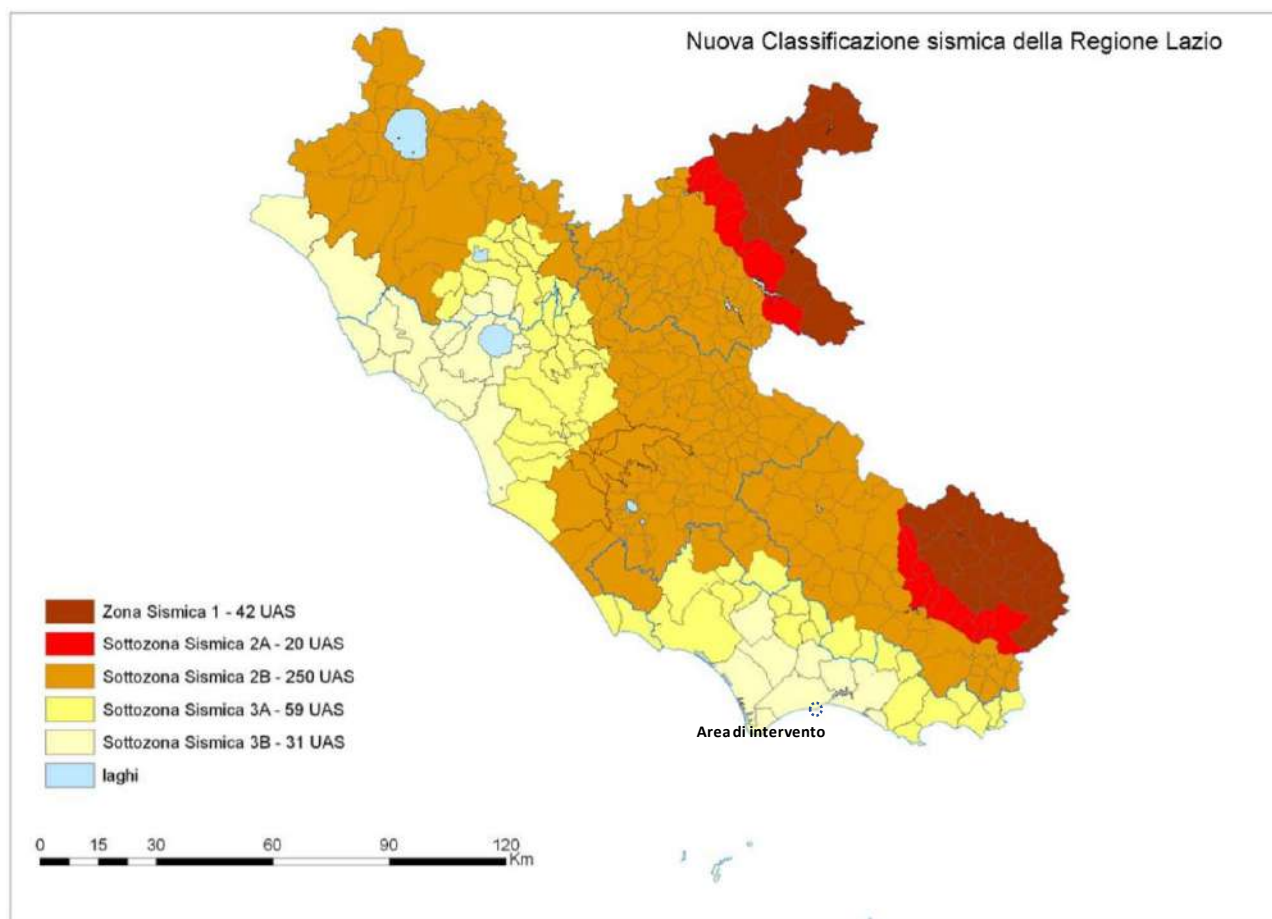 Nuova Classificazione sismica della Regione Lazio
Zona Sismica 1 - 42 UAS
Sottozona Sismica 2A - 20 UAS
Sottozona Sismica 2B - 250 UAS
Sottozona Sismica 3A - 59 UAS
Sottozona Sismica 3B - 31 UAS
laghi
Area di intervento
0 15 30 60 90 120
Km